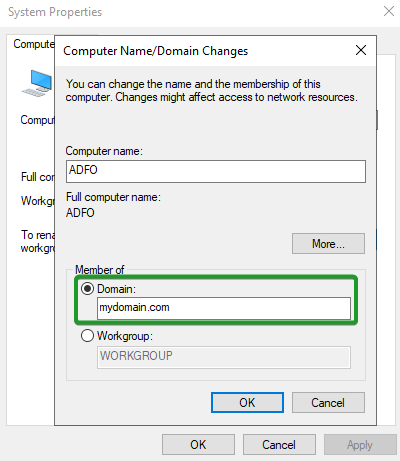 System Properties
Computer Name/Domain Changes
You can change the name and the membership of this
computer. Changes might affect access to network resources.
Computer name:
ADFO
Full computer name:
ADFO
More...
Member of
Domain:
mydomain.com
Workgroup:
WORKGROUP
OK Cancel
Compute
Comput
Full con
Workgr
To rena
workgro
OK Cancel Apply